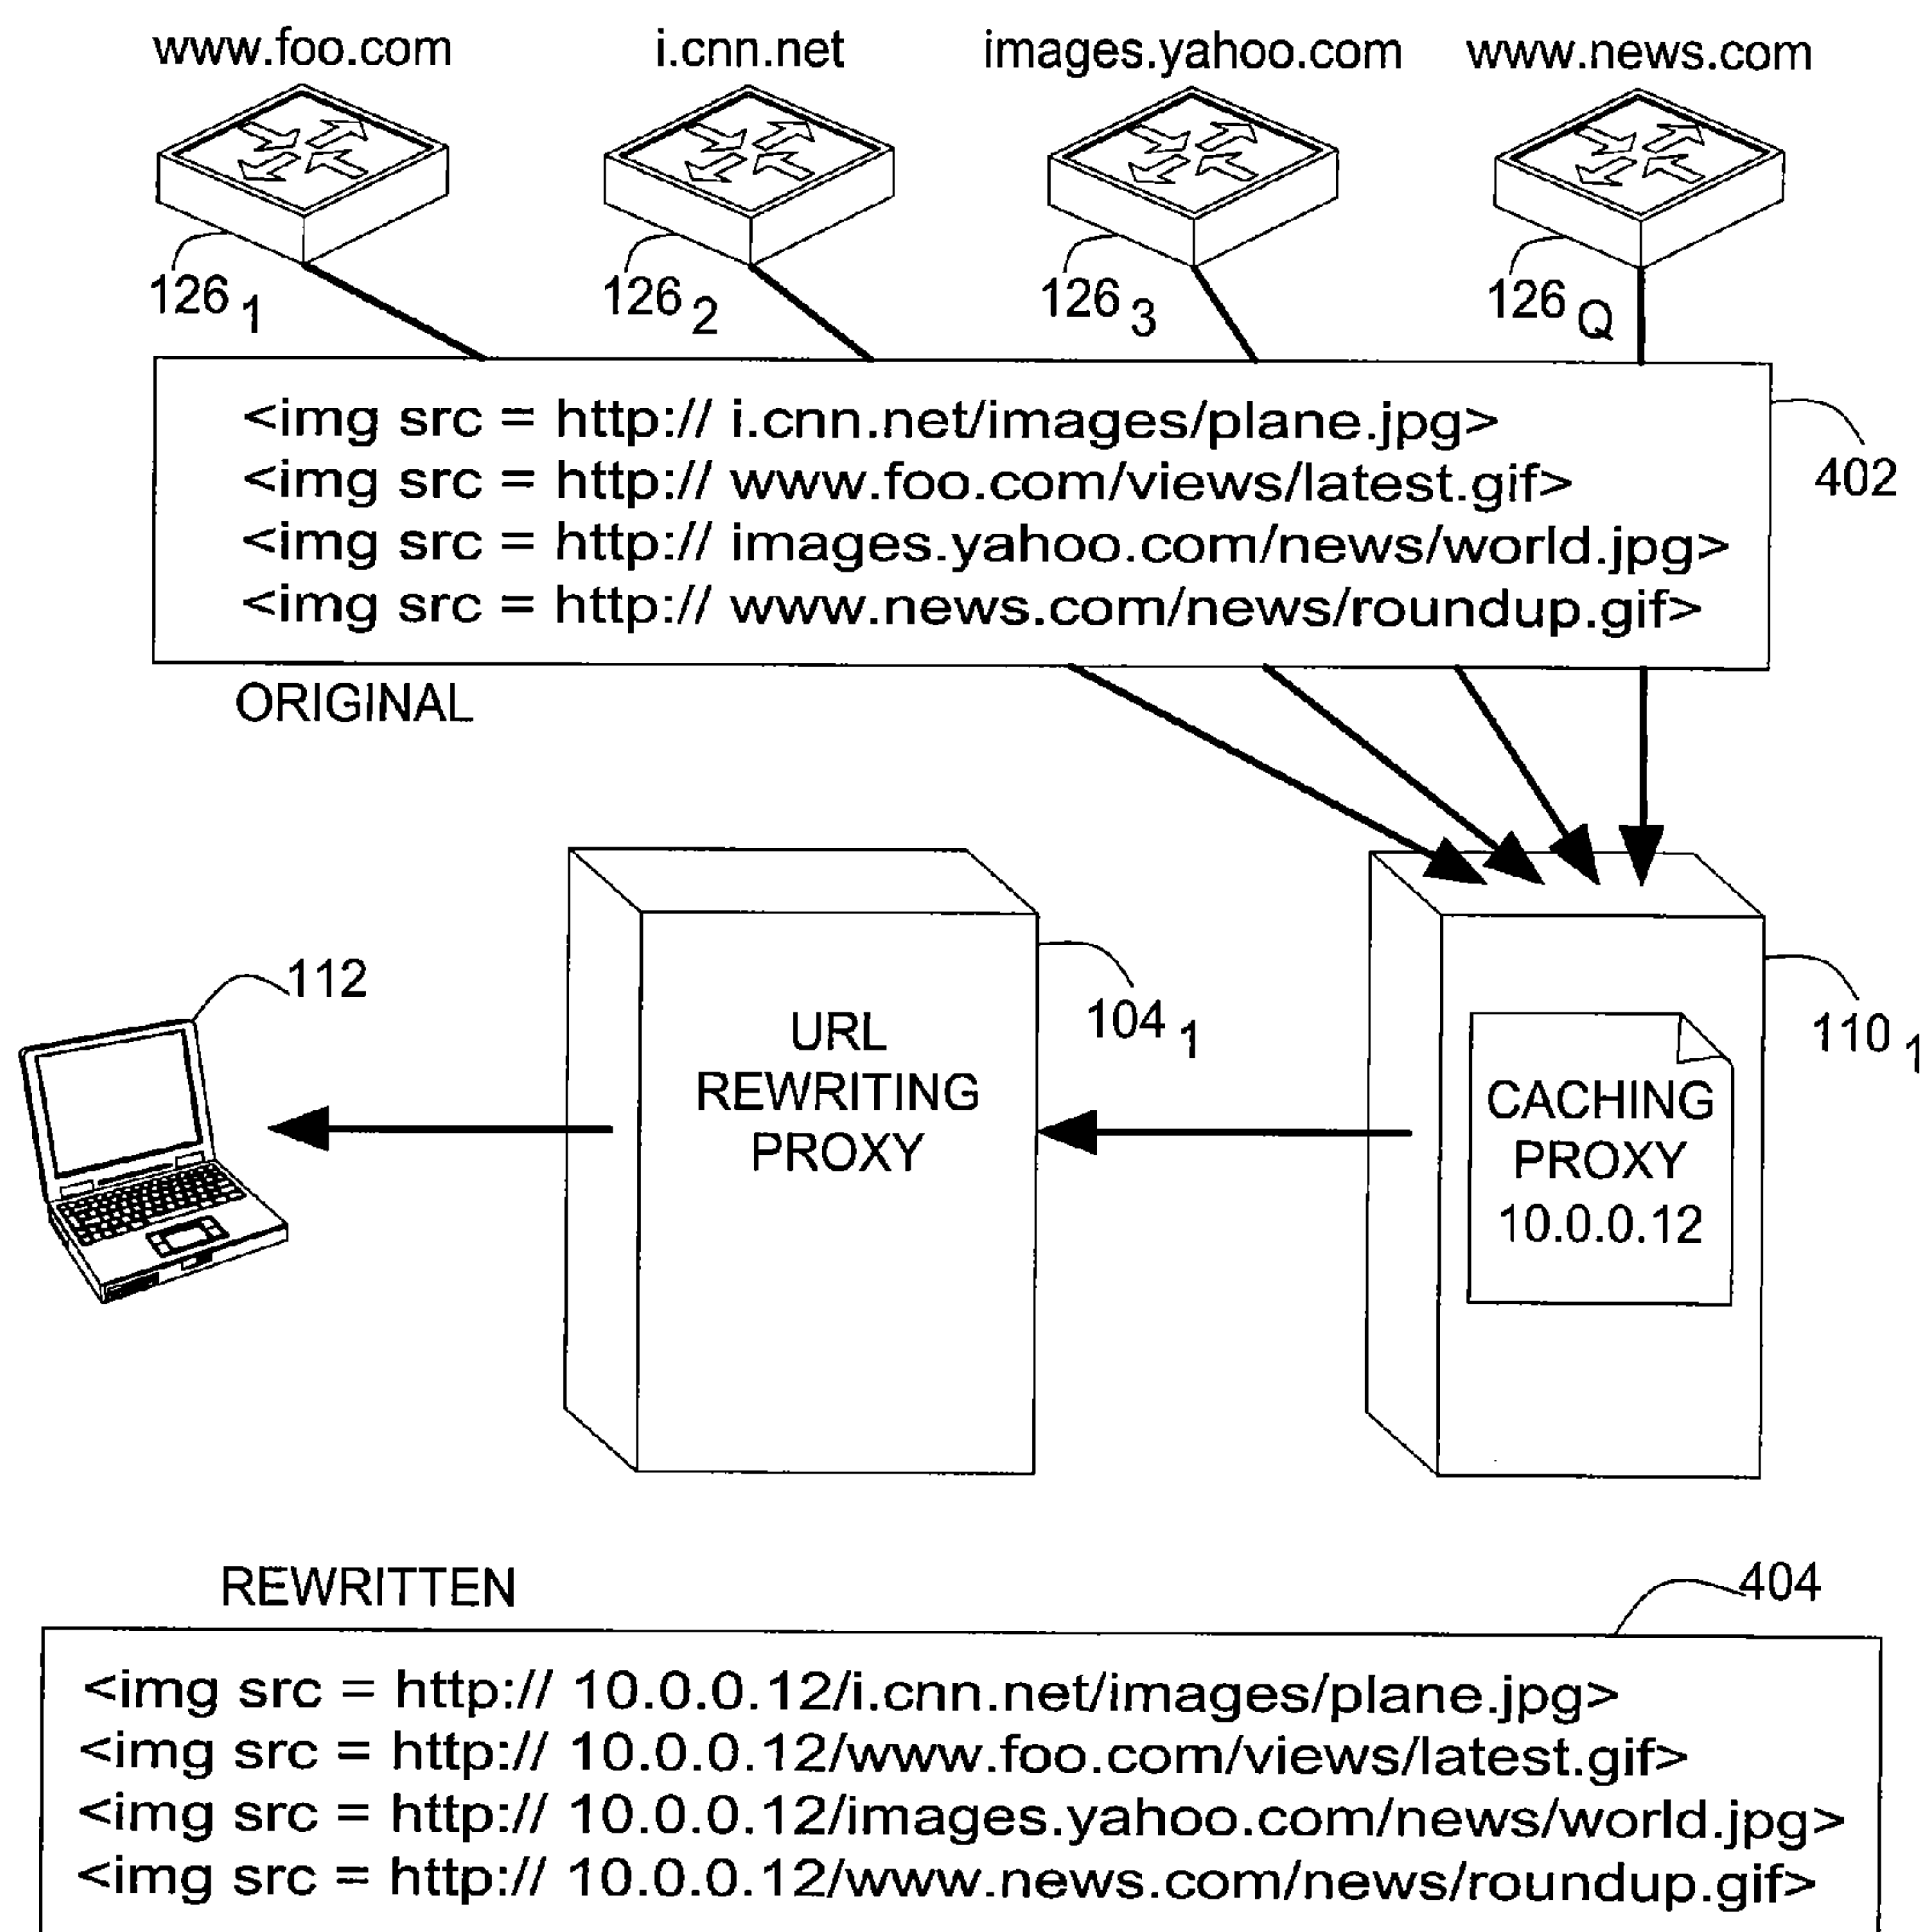 www.foo.com i.cnn.net images.yahoo.com www.news.com
126 1 126 2 126 3 126 Q
<img src = http:// i.cnn.net/images/plane.jpg>
<img src = http:// www.foo.com/views/latest.gif>
<img src = http:// images.yahoo.com/news/world.jpg>
<img src = http:// www.news.com/news/roundup.gif>
402
ORIGINAL
112
URL
REWRITING
PROXY
104 1
CACHING
PROXY
10.0.0.12
110 1
REWRITTEN
404
<img src = http:// 10.0.0.12/i.cnn.net/images/plane.jpg>
<img src = http:// 10.0.0.12/www.foo.com/views/latest.gif>
<img src = http:// 10.0.0.12/images.yahoo.com/news/world.jpg>
<img src = http:// 10.0.0.12/www.news.com/news/roundup.gif>